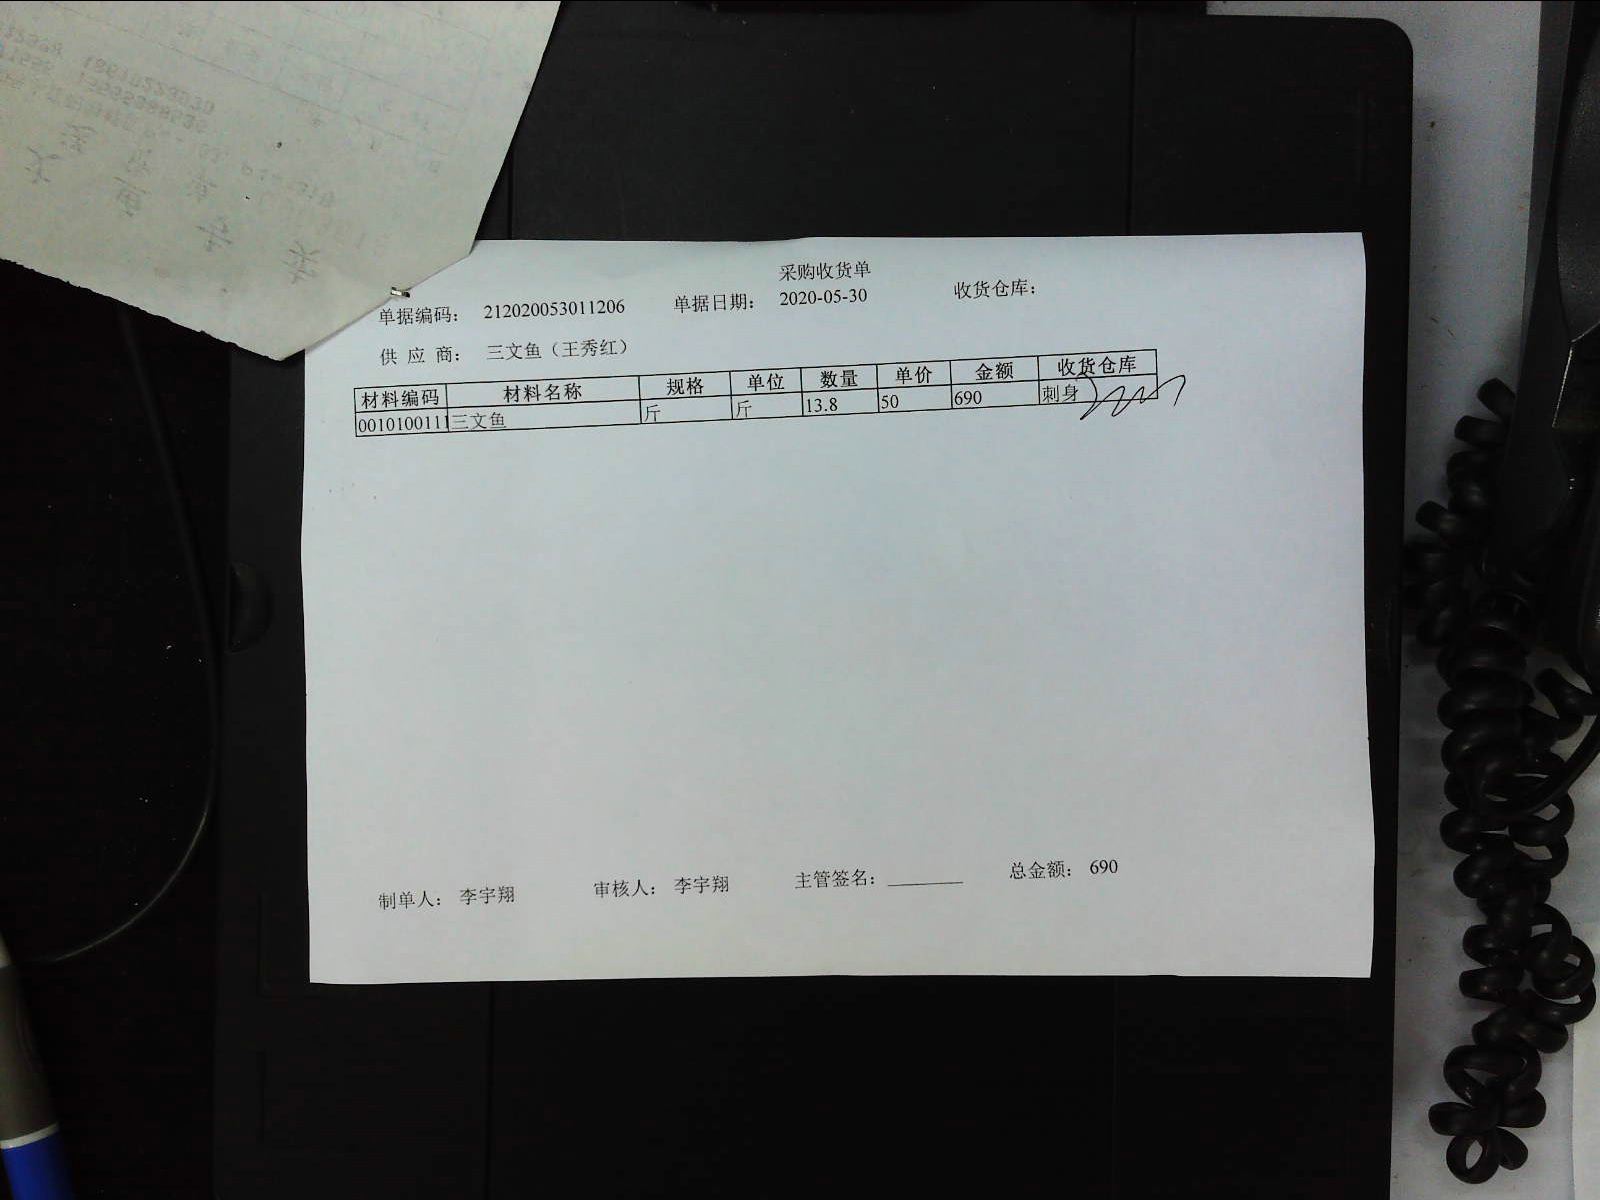 采购收货单
单据编码： 212020053011206 单据日期： 2020-05-30 收货仓库：
供 应 商： 三文鱼（王秀红）
材料编码 材料名称 规格 单位 数量 单价 金额 收货仓库
0010100111 三文鱼 斤 斤 13.8 50 690 刺身
制单人： 李宇翔 审核人： 李宇翔 主管签名：________ 总金额： 690